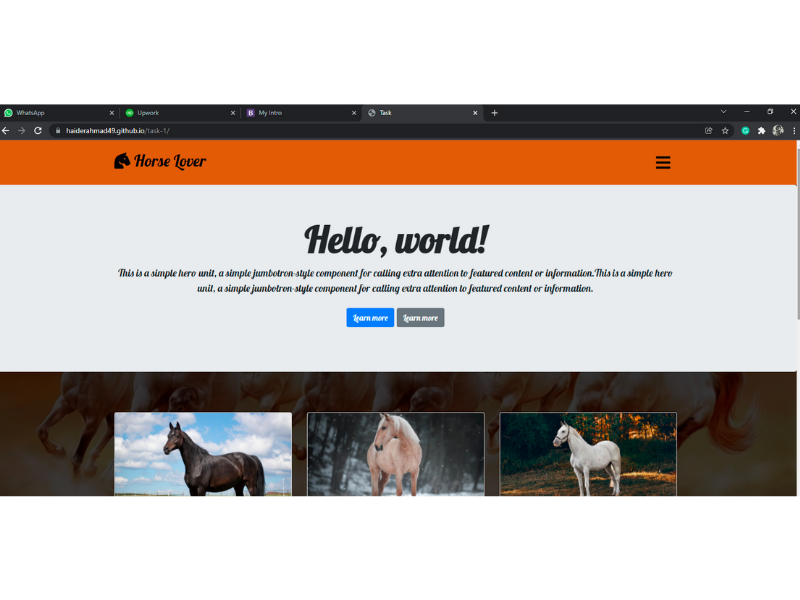 WhatsApp
Upwork
My Intro
Task
haiderahmad49.github.io/task-1/
Horse Lover
Hello, world!
This is a simple hero unit, a simple jumbotron-style component for calling extra attention to featured content or information.This is a simple hero
unit, a simple jumbotron-style component for calling extra attention to featured content or information.
Learn more Learn more